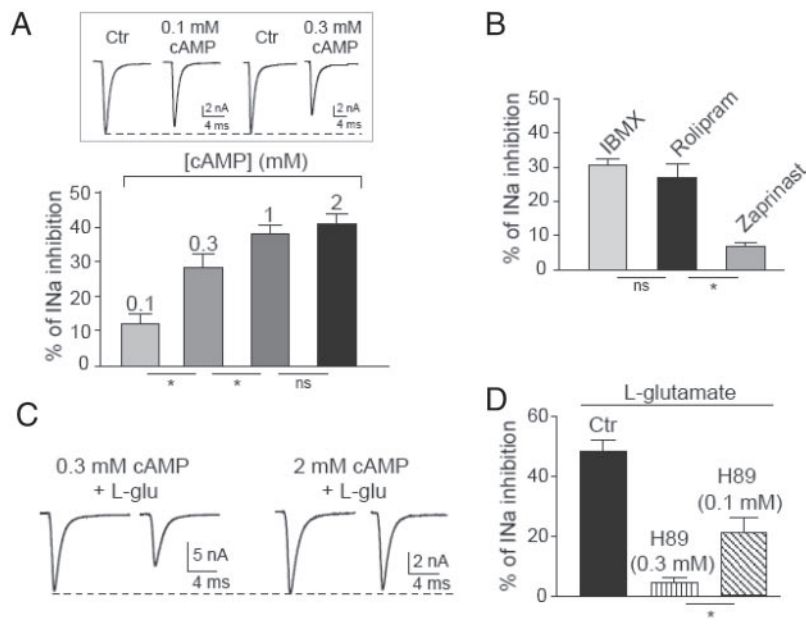 A
Ctr
0.1 mM
cAMP
Ctr
0.3 mM
cAMP
2 nA
4 ms
2 nA
4 ms
[cAMP] (mM)
% of INa inhibition
50
40
30
20
10
0
0.1
0.3
1
2
*
*
ns
B
% of INa inhibition
50
40
30
20
10
0
IBMX
Rolipram
Zaprinast
ns
*
C
0.3 mM cAMP
+ L-glu
2 mM cAMP
+ L-glu
5 nA
4 ms
2 nA
4 ms
D
L-glutamate
% of INa inhibition
60
40
20
0
Ctr
H89
(0.3 mM)
H89
(0.1 mM)
*